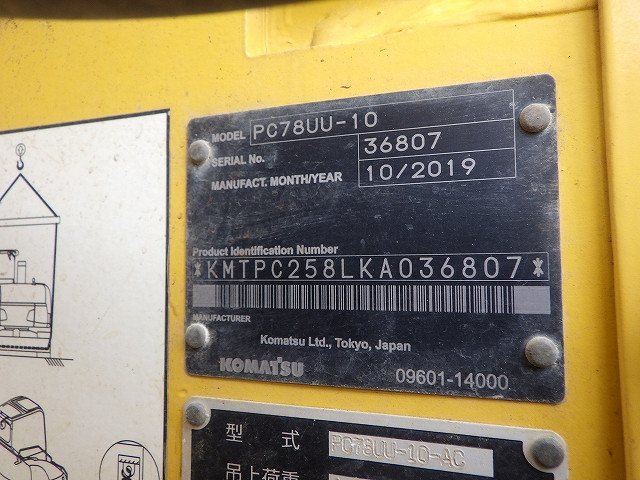 MODEL PC78UU-10
SERIAL No. 36807
MANUFACT. MONTH/YEAR 10/2019
Product Identification Number
*KMTPC258LKA036807*
MANUFACTURER
Komatsu Ltd., Tokyo, Japan
KOMATSU
09601-14000
型式 PC78UU-10-AC
吊上荷重